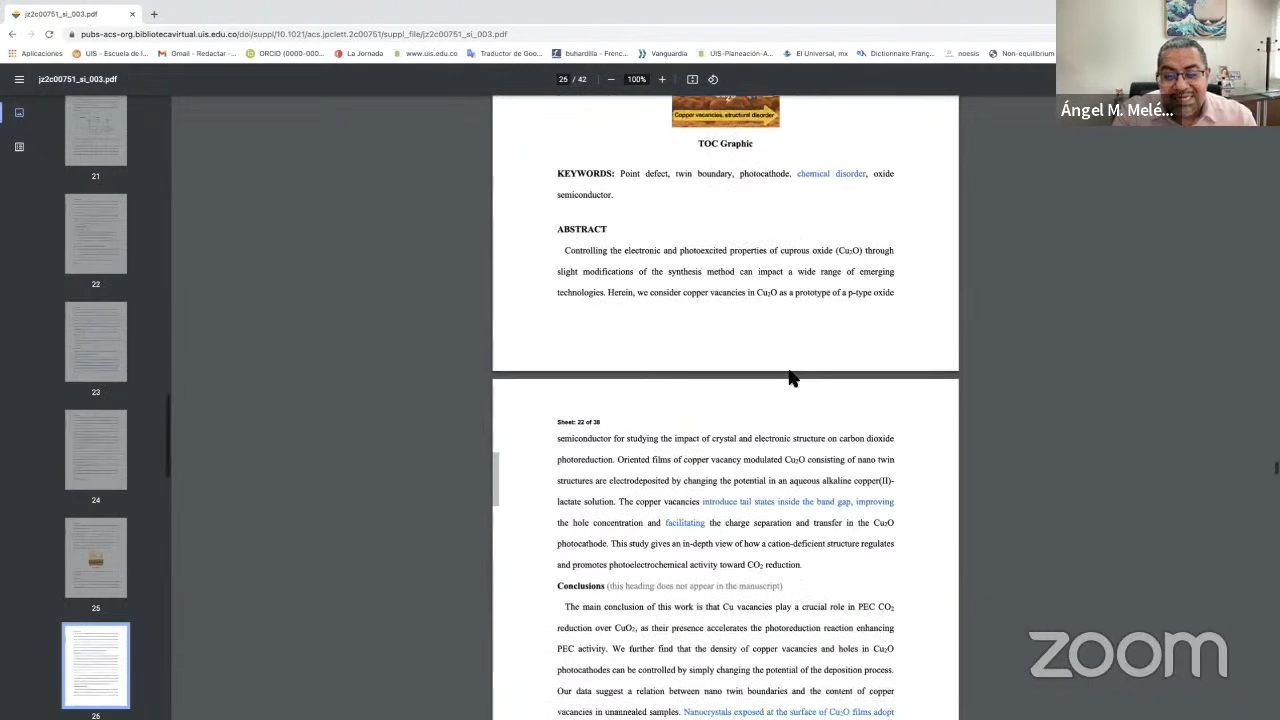 jz2c00751_si_003.pdf
pubs-acs-org.bibliotecavirtual.uis.edu.co/doi/suppl/10.1021/acs.jpclett.2c00751/suppl_file/jz2c00751_si_003.pdf
Aplicaciones
UIS - Escuela de I...
Gmail - Redactar -...
ORCID (0000-000...
La Jornada
www.uis.edu.co
Traductor de Goo...
buhardilla - Frenc...
Vanguardia
UIS-Planeación-A...
El Universal, mx
Dictionnaire Franç...
noesis
Non-equilibrium
jz2c00751_si_003.pdf
26 / 42
100%
21
22
23
24
25
26
Copper vacancies, structural disorder
TOC Graphic
KEYWORDS: Point defect, twin boundary, photocathode, chemical disorder, oxide
semiconductor.
ABSTRACT
Controlling the electronic and photoexcited properties of cuprous oxide (Cu₂O) through
slight modifications of the synthesis method can impact a wide range of emerging
technologies. Herein, we consider copper vacancies in Cu₂O as a prototype of a p-type oxide
Sheet: 22 of 38
semiconductor for studying the impact of crystal and electronic structure on carbon dioxide
photoreduction. Oriented films of copper vacancy modulated Cu₂O consisting of nano twin
structures are electrodeposited by changing the potential in an aqueous alkaline copper(II)-
lactate solution. The copper vacancies introduce tail states inside the band gap, improving
the hole concentration and facilitating the charge separation and transfer in the Cu₂O
photocathode. This study gives an in-depth view of how a cation-deficient structure regulates
and promotes photoelectrochemical activity toward CO₂ reduction.
Conclusions (this heading does not appear in the manuscript)
The main conclusion of this work is that Cu vacancies play a crucial role in PEC CO₂
reduction over CuO₂, as their presence accelerates the photoreduction reaction enhancing
PEC activity. We further find that the density of copper vacancies and holes in Cu₂O
photocathodes can be controlled by simply changing the potential of the deposition process.
Our data suggest a relation between nano twin boundaries and the content of copper
vacancies in unannealed samples. Nanocrystals exposed at the surface of Cu₂O films adopt
Ángel M. Melé...
zoom